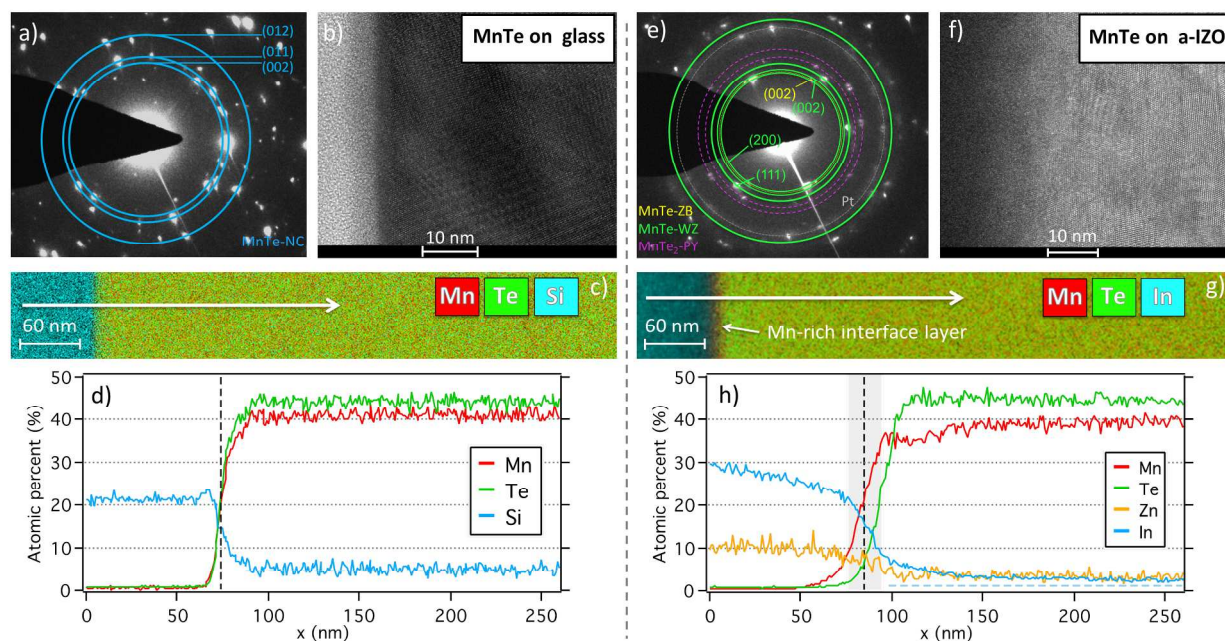 a)
(012)
(011)
(002)
MnTe-NC
b)
MnTe on glass
10 nm
e)
(002)
(002)
(200)
(111)
Pt
MnTe-ZB
MnTe-WZ
MnTe₂-PY
f)
MnTe on a-IZO
10 nm
Mn Te Si c)
60 nm
Mn Te In g)
60 nm
Mn-rich interface layer
d)
50
40
30
20
10
0
Atomic percent (%)
Mn
Te
Si
0 50 100 150 200 250
x (nm)
h)
50
40
30
20
10
0
Atomic percent (%)
Mn
Te
Zn
In
0 50 100 150 200 250
x (nm)